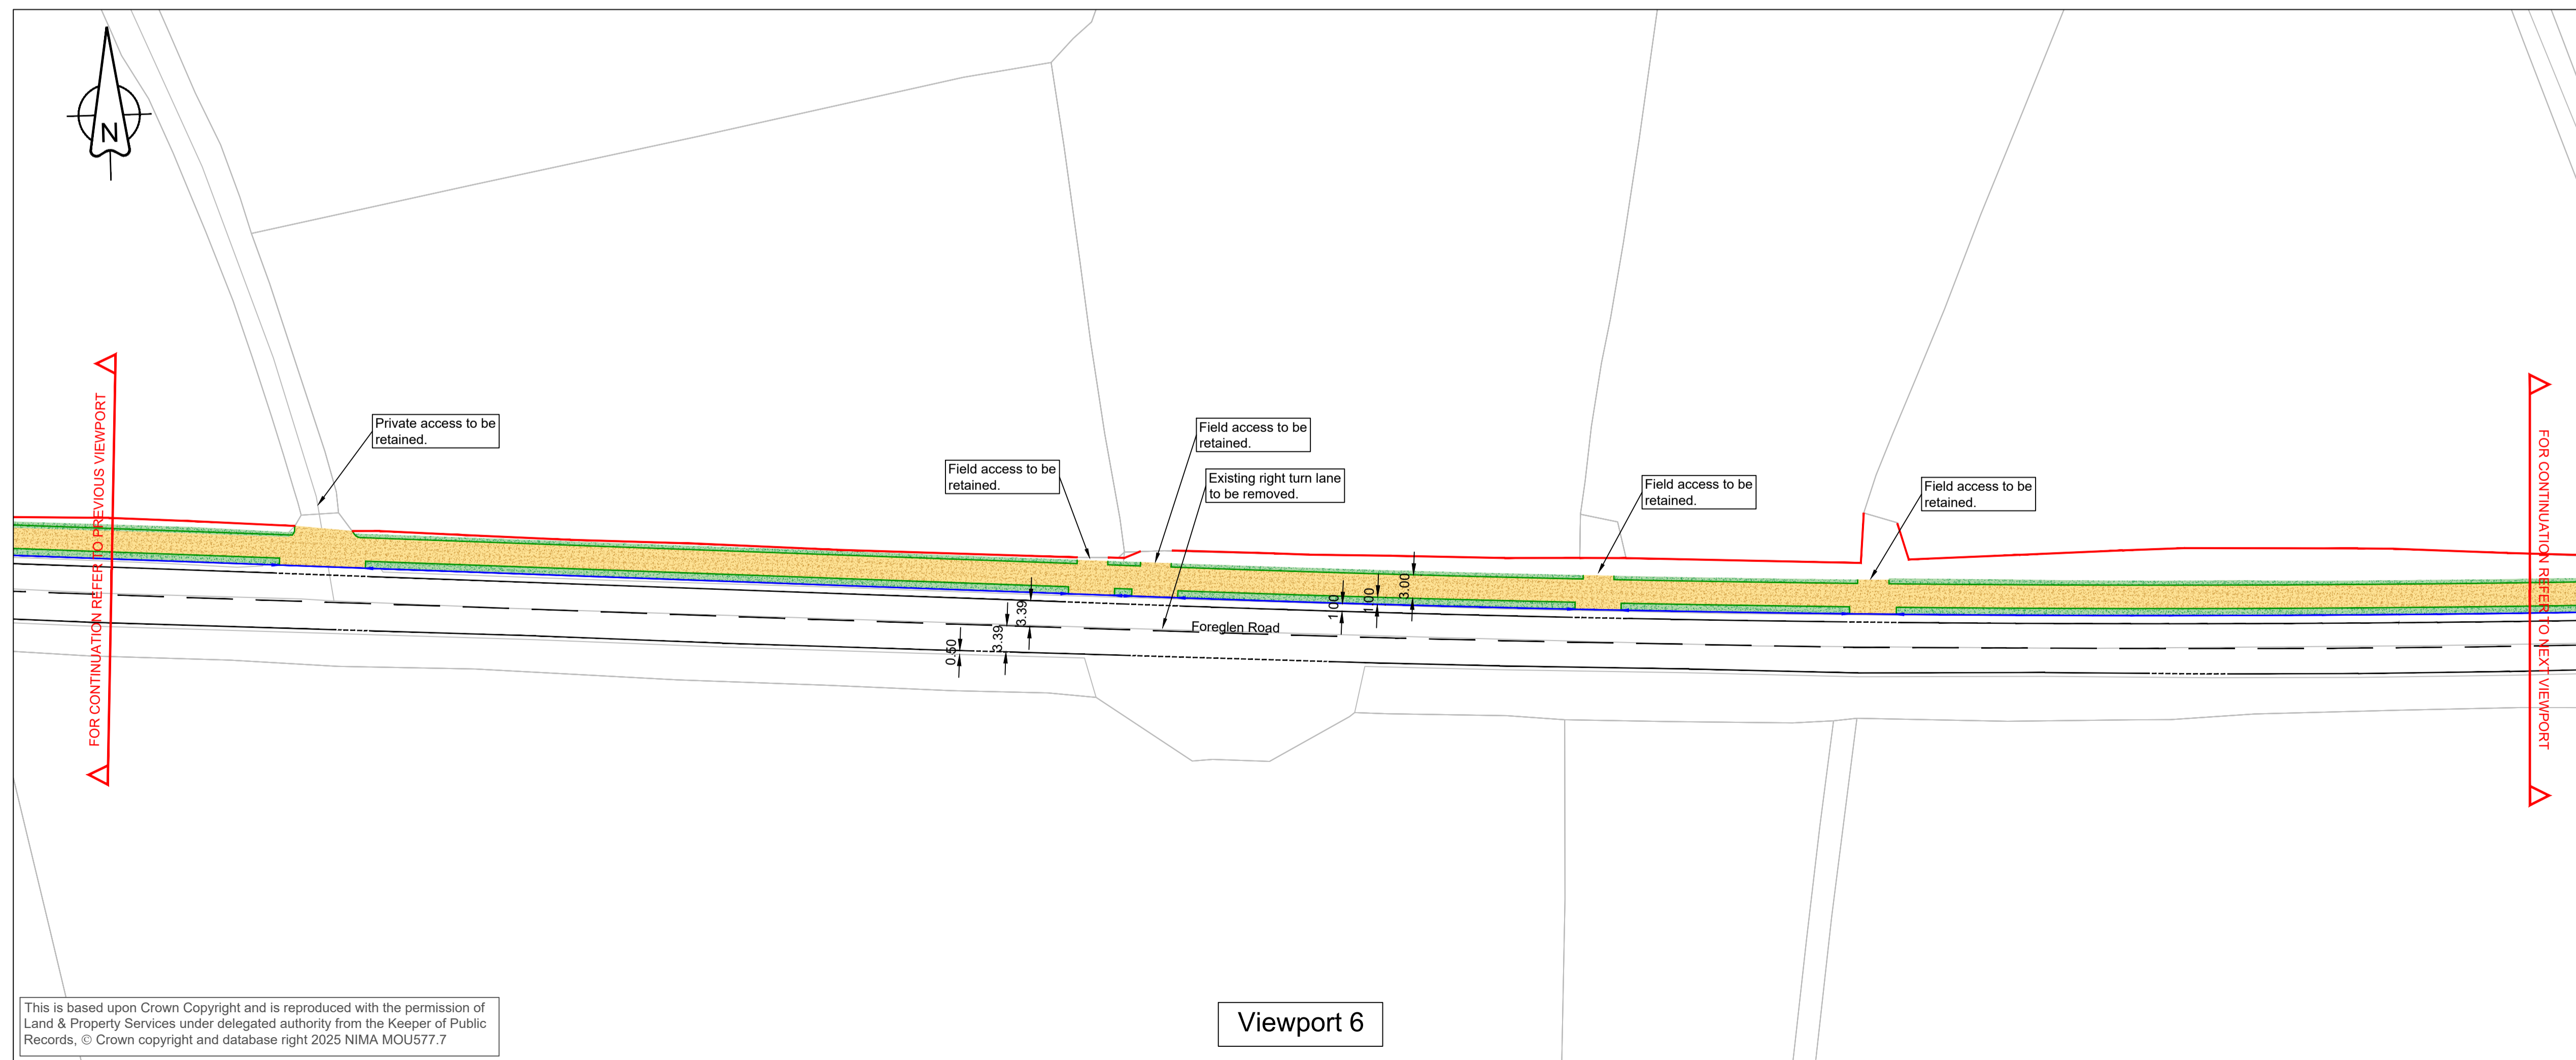 N
FOR CONTINUATION REFER TO PREVIOUS VIEWPORT
Private access to be
retained.
Field access to be
retained.
Field access to be
retained.
Existing right turn lane
to be removed.
Field access to be
retained.
Field access to be
retained.
FOR CONTINUATION REFER TO NEXT VIEWPORT
0.50
3.39
3.39
1.00
1.00
3.00
Foreglen Road
This is based upon Crown Copyright and is reproduced with the permission of
Land & Property Services under delegated authority from the Keeper of Public
Records, © Crown copyright and database right 2025 NIMA MOU577.7
Viewport 6